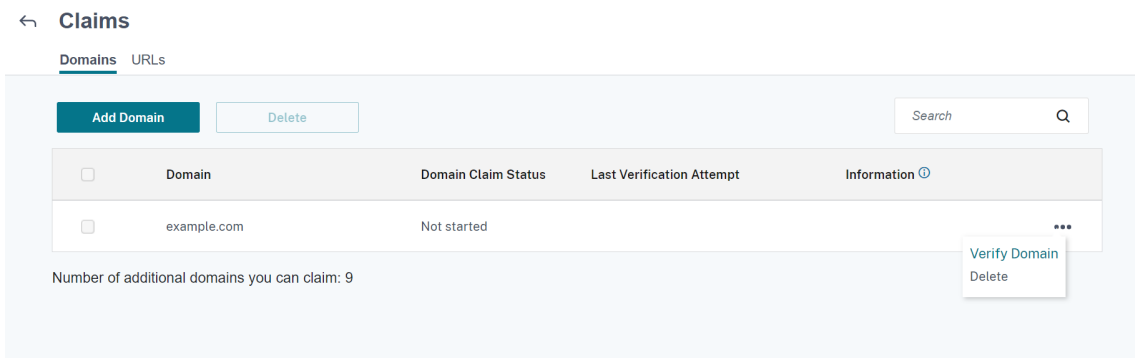 Claims
Domains URLs
Add Domain Delete Search
Domain Domain Claim Status Last Verification Attempt Information
example.com Not started
Verify Domain
Delete
Number of additional domains you can claim: 9